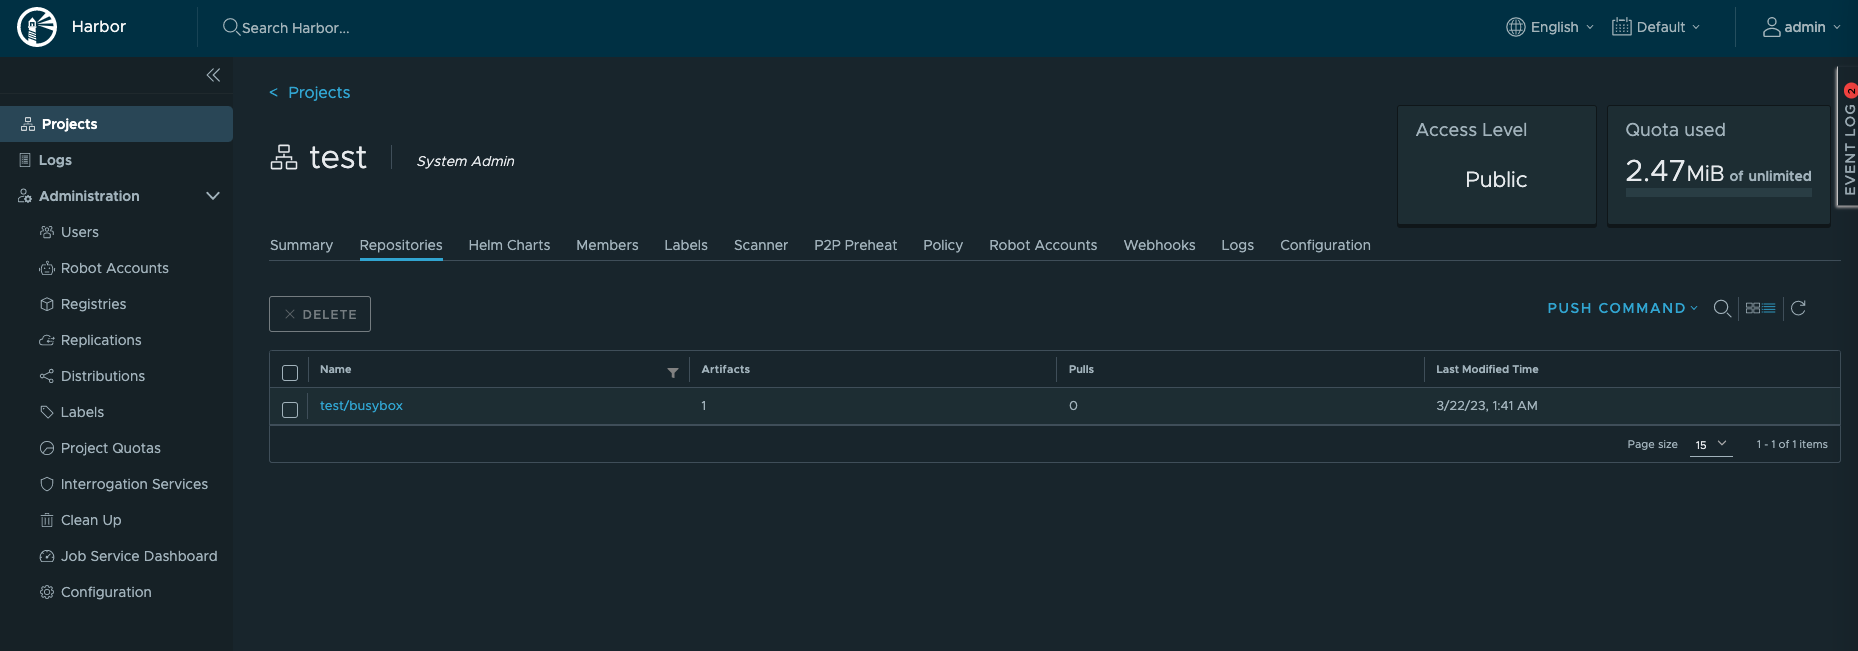 Harbor
Search Harbor...
English
Default
admin
EVENT LOG 2
Projects
Logs
Administration
Users
Robot Accounts
Registries
Replications
Distributions
Labels
Project Quotas
Interrogation Services
Clean Up
Job Service Dashboard
Configuration
< Projects
test
System Admin
Access Level
Public
Quota used
2.47MiB of unlimited
Summary Repositories Helm Charts Members Labels Scanner P2P Preheat Policy Robot Accounts Webhooks Logs Configuration
DELETE
PUSH COMMAND
Name Artifacts Pulls Last Modified Time
test/busybox 1 0 3/22/23, 1:41 AM
Page size 15 1 - 1 of 1 items